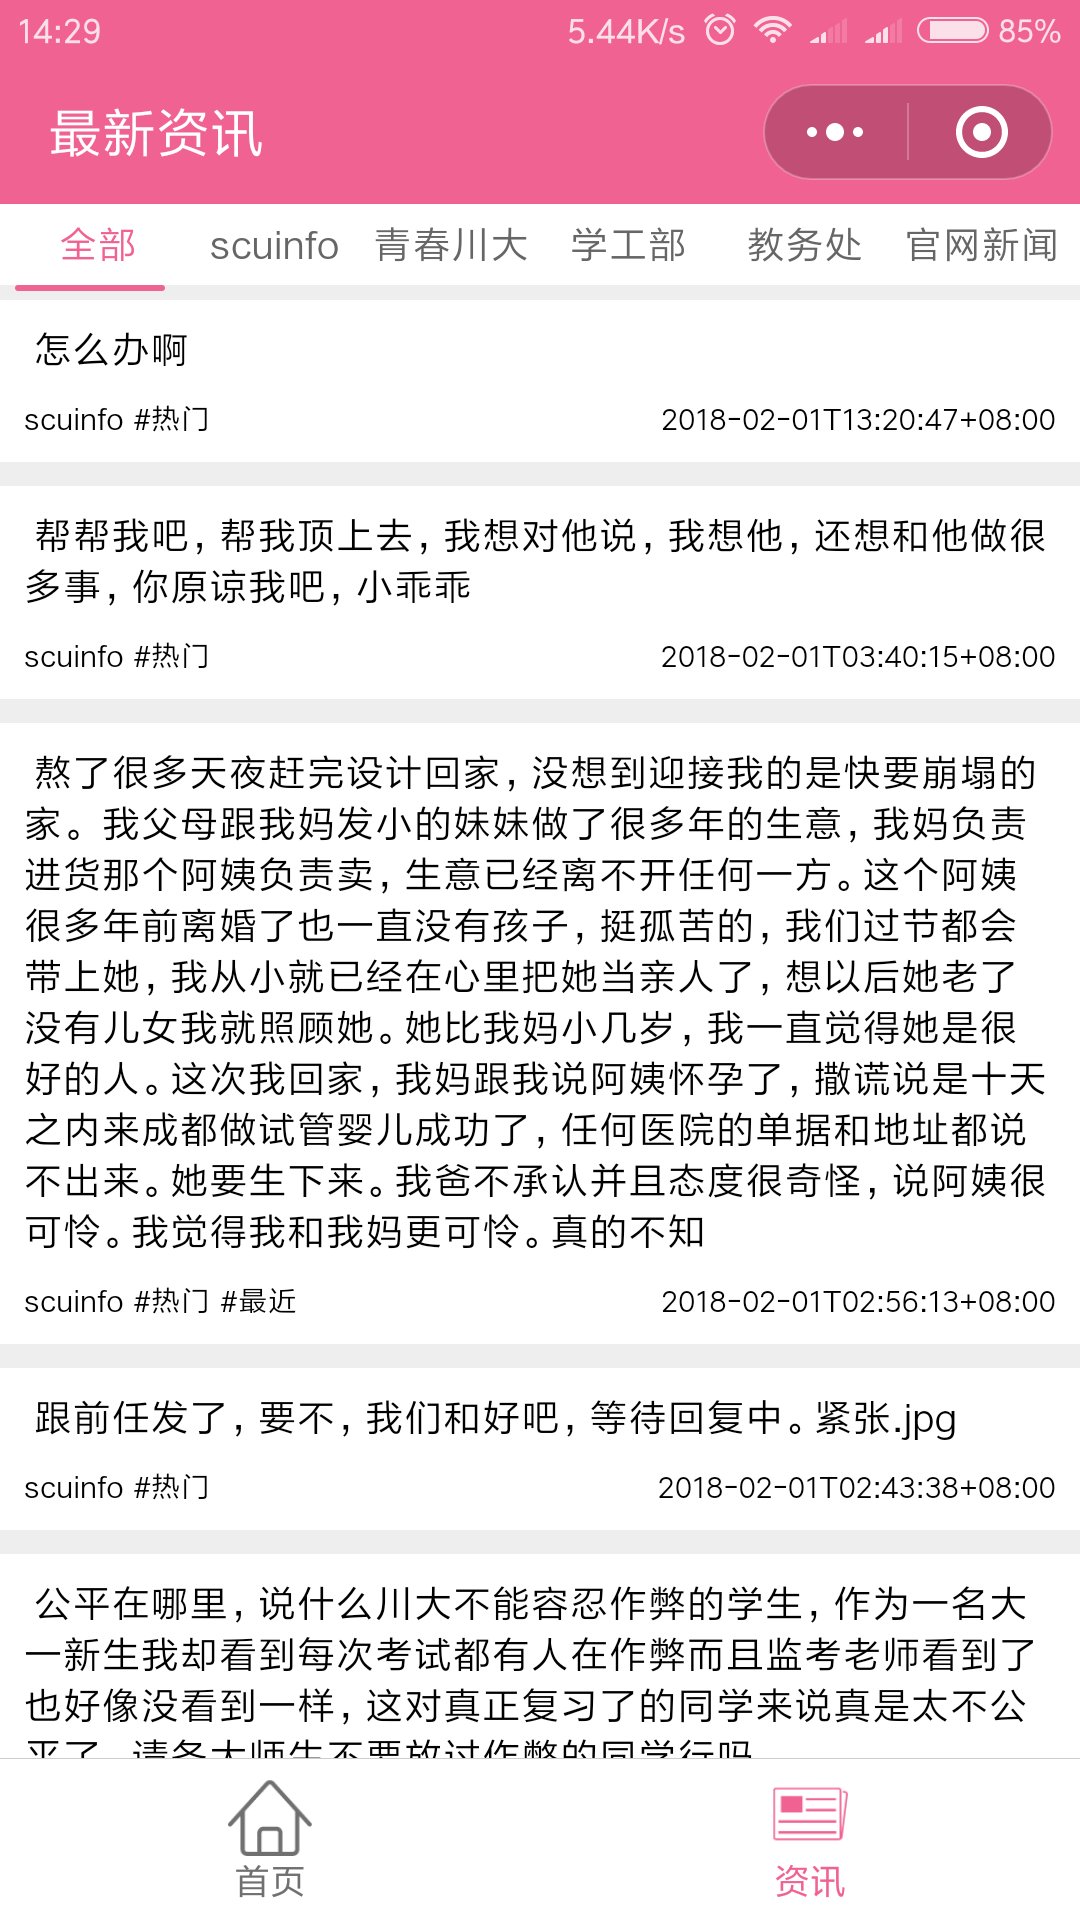 14:29
5.44K/s
85%
最新资讯
全部 scuinfo 青春川大 学工部 教务处 官网新闻
怎么办啊
scuinfo #热门 2018-02-01T13:20:47+08:00
帮帮我吧,帮我顶上去,我想对他说,我想他,还想和他做很
多事,你原谅我吧,小乖乖
scuinfo #热门 2018-02-01T03:40:15+08:00
熬了很多天夜赶完设计回家,没想到迎接我的是快要崩塌的
家。我父母跟我妈发小的妹妹做了很多年的生意,我妈负责
进货那个阿姨负责卖,生意已经离不开任何一方。这个阿姨
很多年前离婚了也一直没有孩子,挺孤苦的,我们过节都会
带上她,我从小就已经在心里把她当亲人了,想以后她老了
没有儿女我就照顾她。她比我妈小几岁,我一直觉得她是很
好的人。这次我回家,我妈跟我说阿姨怀孕了,撒谎说是十天
之内来成都做试管婴儿成功了,任何医院的单据和地址都说
不出来。她要生下来。我爸不承认并且态度很奇怪,说阿姨很
可怜。我觉得我和我妈更可怜。真的不知
scuinfo #热门 #最近 2018-02-01T02:56:13+08:00
跟前任发了,要不,我们和好吧,等待回复中。紧张.jpg
scuinfo #热门 2018-02-01T02:43:38+08:00
公平在哪里,说什么川大不能容忍作弊的学生,作为一名大
一新生我却看到每次考试都有人在作弊而且监考老师看到了
也好像没看到一样,这对真正复习了的同学来说真是太不公
平了,请各大师生不要放过作弊的同学行吗
首页
资讯